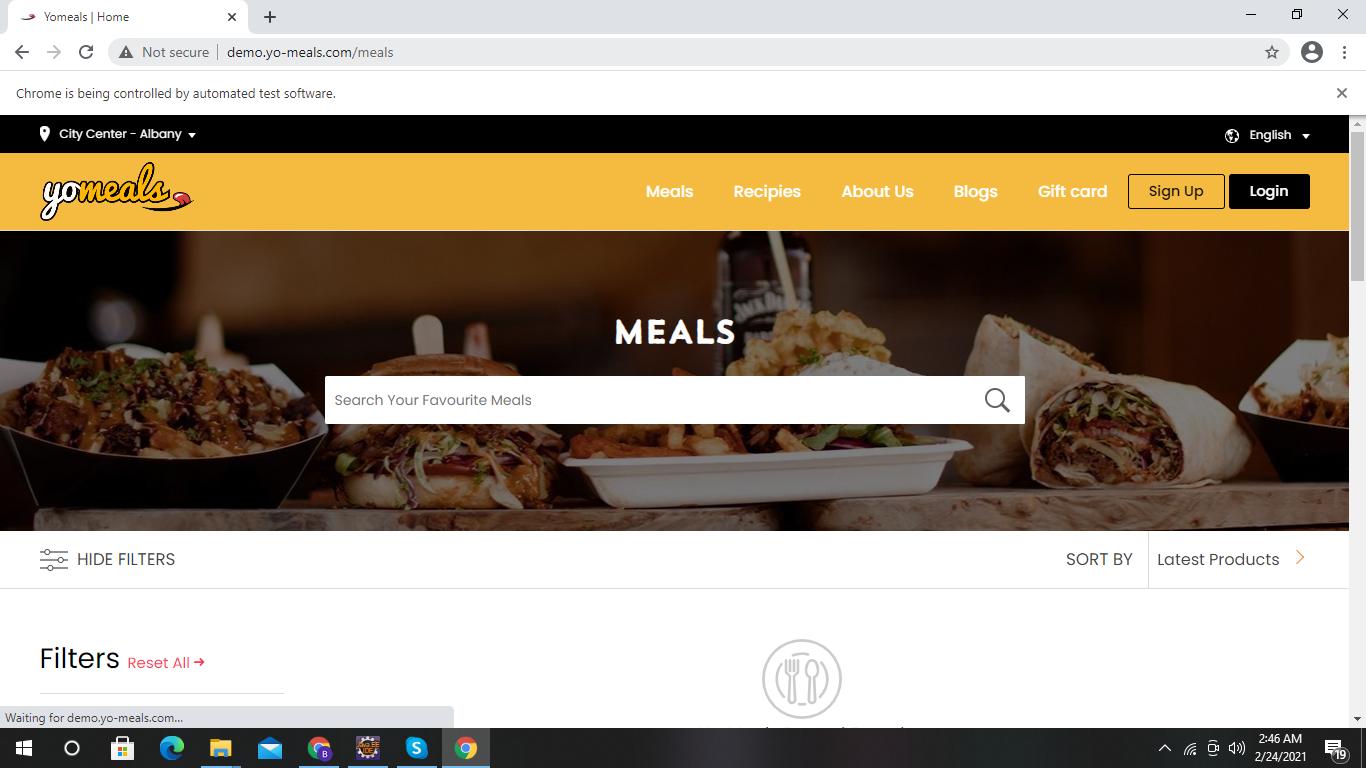 Yomeals | Home
Not secure
demo.yo-meals.com/meals
Chrome is being controlled by automated test software.
City Center - Albany
English
yomeals
Meals
Recipies
About Us
Blogs
Gift card
Sign Up
Login
MEALS
Search Your Favourite Meals
HIDE FILTERS
SORT BY
Latest Products
Filters
Reset All
Waiting for demo.yo-meals.com...
2:46 AM
2/24/2021
19